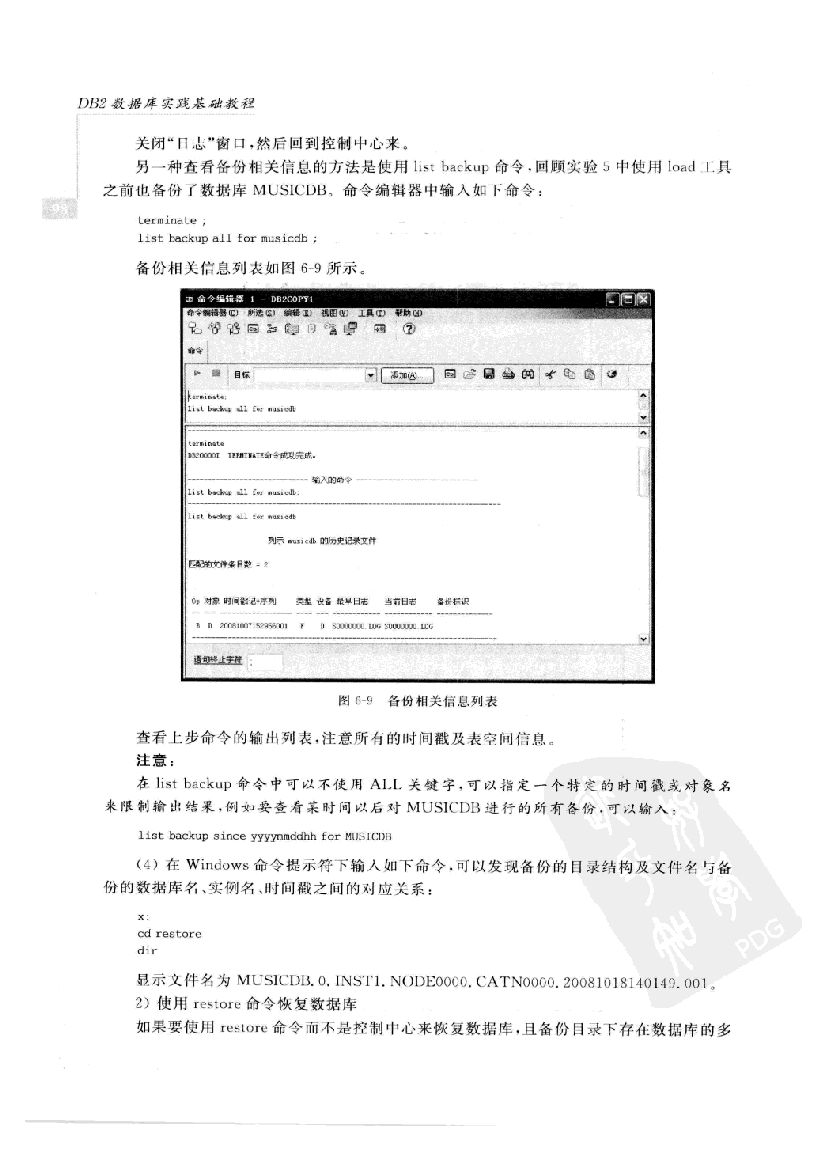 DB2 数据库实践基础教程
关闭“日志”窗口,然后回到控制中心来。
另一种查看备份相关信息的方法是使用 list backup 命令,回顾实验 5 中使用 load 工具
之前也备份了数据库 MUSICDB。命令编辑器中输入如下命令:
98
terminate ;
list backup all for musicdb ;
备份相关信息列表如图 6-9 所示。
命令编辑器 1 - DB2COPY1
命令编辑器(C) 所选(S) 编辑(E) 视图(V) 工具(T) 帮助(H)
命令
目标 添加(A)...
terminate;
list backup all for musicdb
terminate
DB20000I TERMINATE命令成功完成。
输入的命令
list backup all for musicdb;
list backup all for musicdb
列示 musicdb 的历史记录文件
匹配的文件条目数 = 2
Op 对象 时间戳记+序列 类型 设备 最早日志 当前日志 备份标识
B D 20081007152956001 F D S0000000.LOG S0000000.LOG
语句终止字符 ;
图 6-9 备份相关信息列表
查看上步命令的输出列表,注意所有的时间戳及表空间信息。
注意:
在 list backup 命令中可以不使用 ALL 关键字,可以指定一个特定的时间戳或对象名
来限制输出结果,例如要查看某时间以后对 MUSICDB 进行的所有备份,可以输入:
list backup since yyyymmddhh for MUSICDB
(4) 在 Windows 命令提示符下输入如下命令,可以发现备份的目录结构及文件名与备
份的数据库名、实例名、时间戳之间的对应关系:
x:
cd restore
dir
显示文件名为 MUSICDB. 0. INST1. NODE0000. CATN0000. 20081018140149. 001。
2) 使用 restore 命令恢复数据库
如果要使用 restore 命令而不是控制中心来恢复数据库,且备份目录下存在数据库的多
PDG